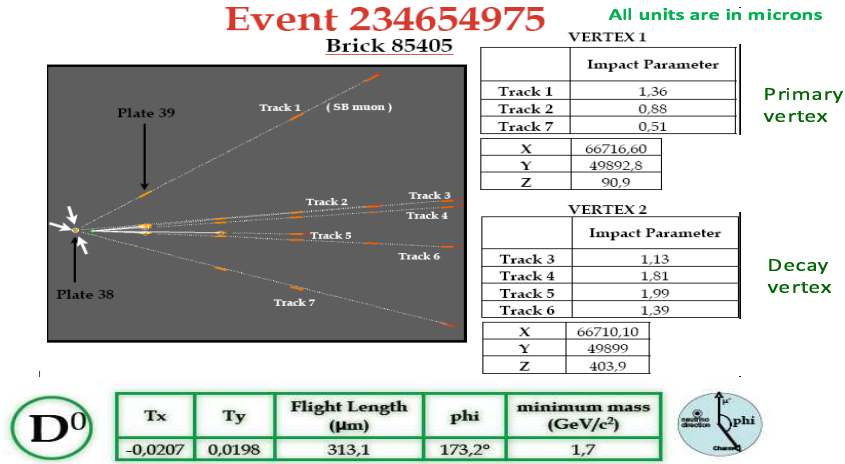 Event 234654975
All units are in microns
Brick 85405
Plate 39
Track 1 (SB muon)
Track 2
Track 3
Track 4
Track 5
Track 6
Track 7
Plate 38
VERTEX 1
Impact Parameter
Track 1 1,36
Track 2 0,88
Track 7 0,51
X 66716,60
Y 49892,8
Z 90,9
Primary
vertex
VERTEX 2
Impact Parameter
Track 3 1,13
Track 4 1,81
Track 5 1,99
Track 6 1,39
X 66710,10
Y 49899
Z 403,9
Decay
vertex
D0
Tx Ty Flight Length (μm) phi minimum mass (GeV/c²)
-0,0207 0,0198 313,1 173,2° 1,7
neutrino
direction
μ-
phi
Charm